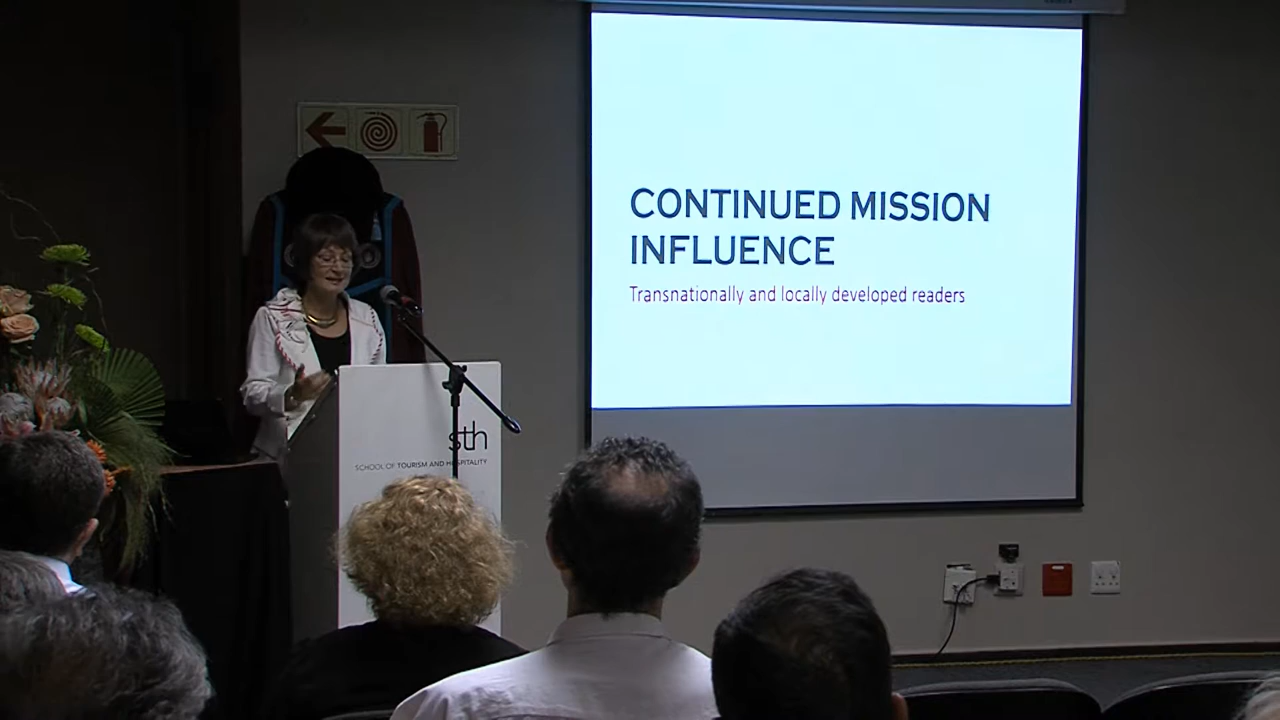 CONTINUED MISSION
INFLUENCE
Transnationally and locally developed readers
sth
SCHOOL OF TOURISM AND HOSPITALITY